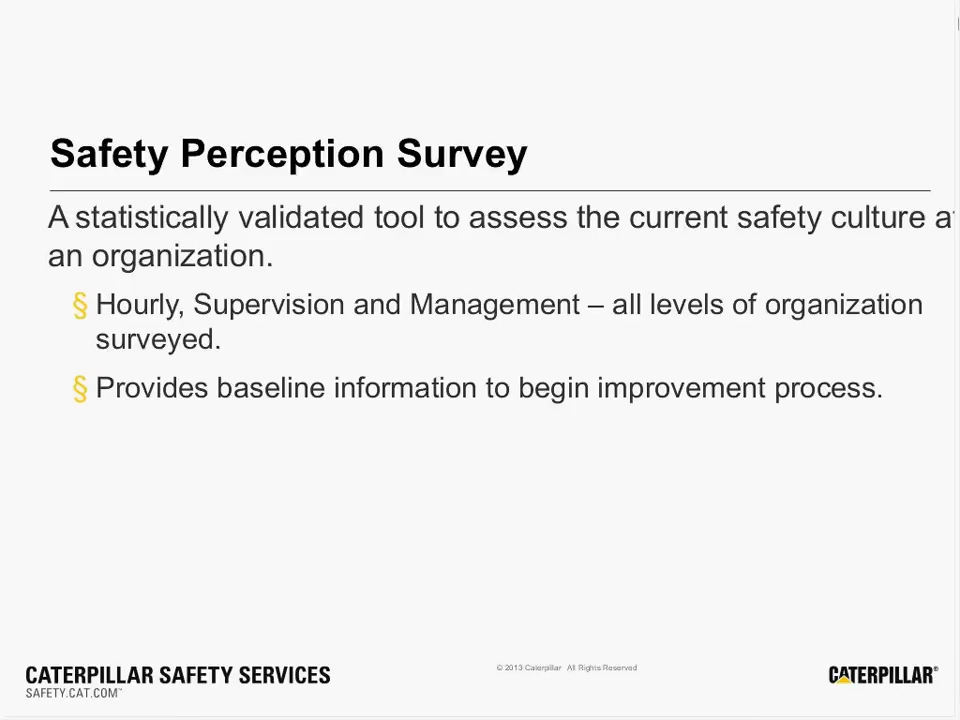 Safety Perception Survey
A statistically validated tool to assess the current safety culture at
an organization.
§ Hourly, Supervision and Management – all levels of organization
surveyed.
§ Provides baseline information to begin improvement process.
CATERPILLAR SAFETY SERVICES
SAFETY.CAT.COM™
© 2013 Caterpillar All Rights Reserved
CATERPILLAR®